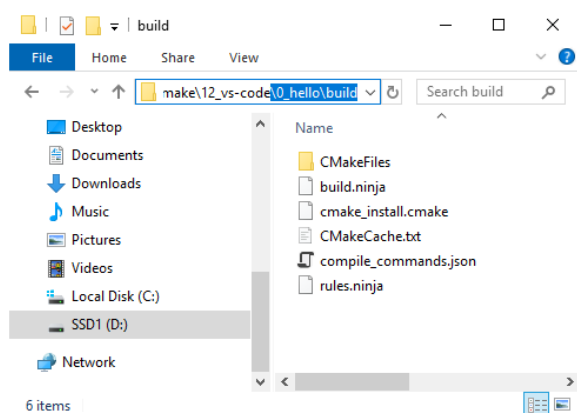 build
File Home Share View
make\12_vs-code\0_hello\build Search build
Desktop
Documents
Downloads
Music
Pictures
Videos
Local Disk (C:)
SSD1 (D:)
Network
Name
CMakeFiles
build.ninja
cmake_install.cmake
CMakeCache.txt
compile_commands.json
rules.ninja
6 items